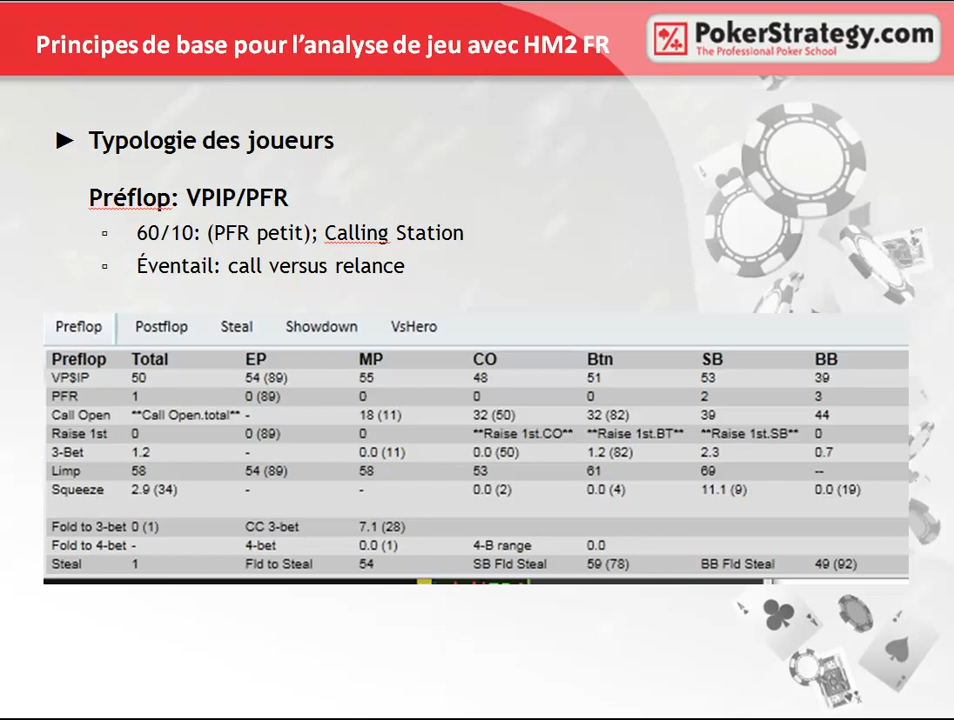 Principes de base pour l'analyse de jeu avec HM2 FR
PokerStrategy.com
The Professional Poker School
► Typologie des joueurs
Préflop: VPIP/PFR
▫ 60/10: (PFR petit); Calling Station
▫ Éventail: call versus relance
Preflop Postflop Steal Showdown VsHero
Preflop Total EP MP CO Btn SB BB
VP$IP 50 54 (89) 55 48 51 53 39
PFR 1 0 (89) 0 0 0 2 3
Call Open **Call Open.total** - 18 (11) 32 (50) 32 (82) 39 44
Raise 1st 0 0 (89) 0 **Raise 1st.CO** **Raise 1st.BT** **Raise 1st.SB** 0
3-Bet 1.2 - 0.0 (11) 0.0 (50) 1.2 (82) 2.3 0.7
Limp 58 54 (89) 58 53 61 69 --
Squeeze 2.9 (34) - - 0.0 (2) 0.0 (4) 11.1 (9) 0.0 (19)
Fold to 3-bet 0 (1) CC 3-bet 7.1 (28)
Fold to 4-bet - 4-bet 0.0 (1) 4-B range 0.0
Steal 1 Fld to Steal 54 SB Fld Steal 59 (78) BB Fld Steal 49 (92)